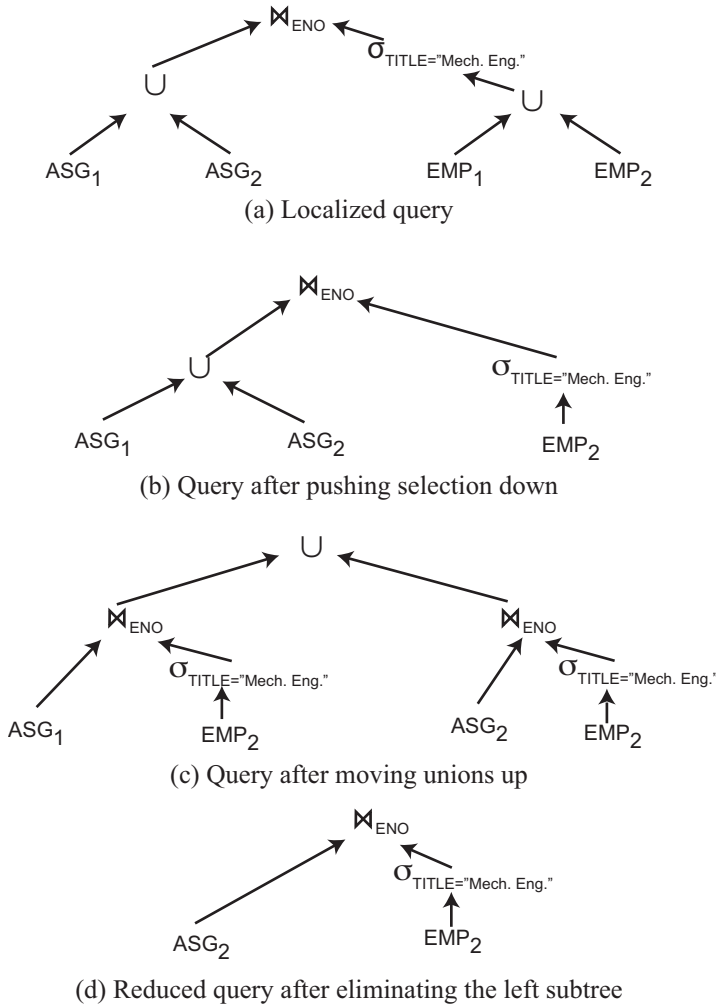 ⋈ENO
σTITLE="Mech. Eng."
∪ ∪
ASG1 ASG2 EMP1 EMP2
(a) Localized query
⋈ENO
∪ σTITLE="Mech. Eng."
ASG1 ASG2 EMP2
(b) Query after pushing selection down
∪
⋈ENO ⋈ENO
σTITLE="Mech. Eng." σTITLE="Mech. Eng."
ASG1 EMP2 ASG2 EMP2
(c) Query after moving unions up
⋈ENO
σTITLE="Mech. Eng."
ASG2 EMP2
(d) Reduced query after eliminating the left subtree